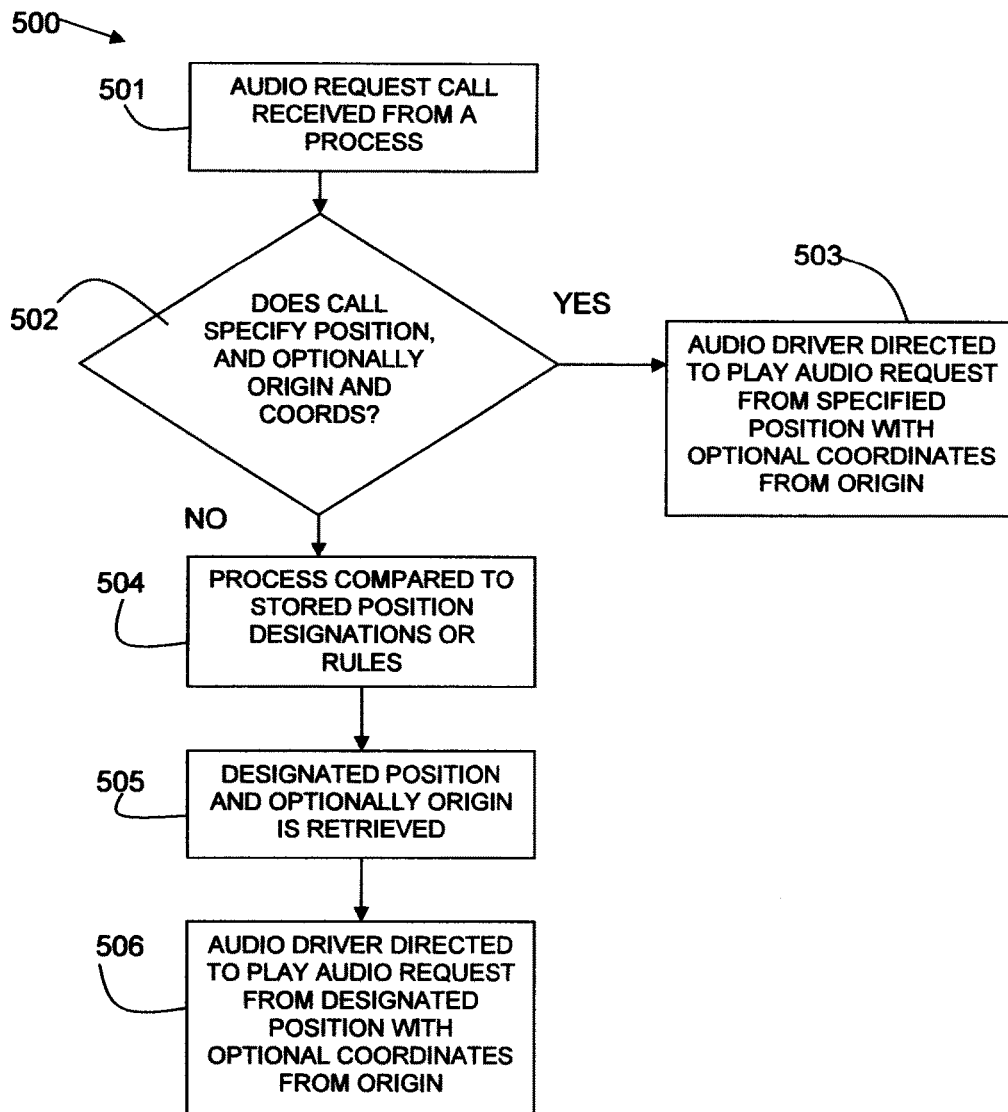 500
501
AUDIO REQUEST CALL
RECEIVED FROM A
PROCESS
502
DOES CALL
SPECIFY POSITION,
AND OPTIONALLY
ORIGIN AND
COORDS?
YES
503
AUDIO DRIVER DIRECTED
TO PLAY AUDIO REQUEST
FROM SPECIFIED
POSITION WITH
OPTIONAL COORDINATES
FROM ORIGIN
NO
504
PROCESS COMPARED TO
STORED POSITION
DESIGNATIONS OR
RULES
505
DESIGNATED POSITION
AND OPTIONALLY ORIGIN
IS RETRIEVED
506
AUDIO DRIVER DIRECTED
TO PLAY AUDIO REQUEST
FROM DESIGNATED
POSITION WITH
OPTIONAL COORDINATES
FROM ORIGIN